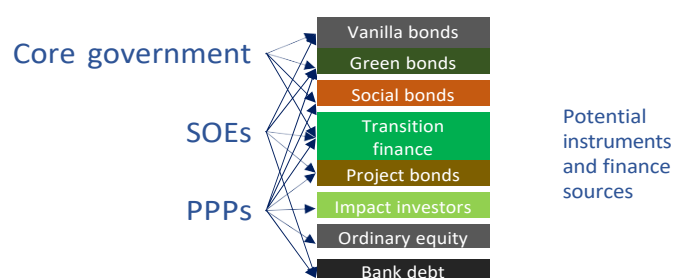 Core government
SOEs
PPPs
Vanilla bonds
Green bonds
Social bonds
Transition
finance
Project bonds
Impact investors
Ordinary equity
Bank debt
Potential
instruments
and finance
sources